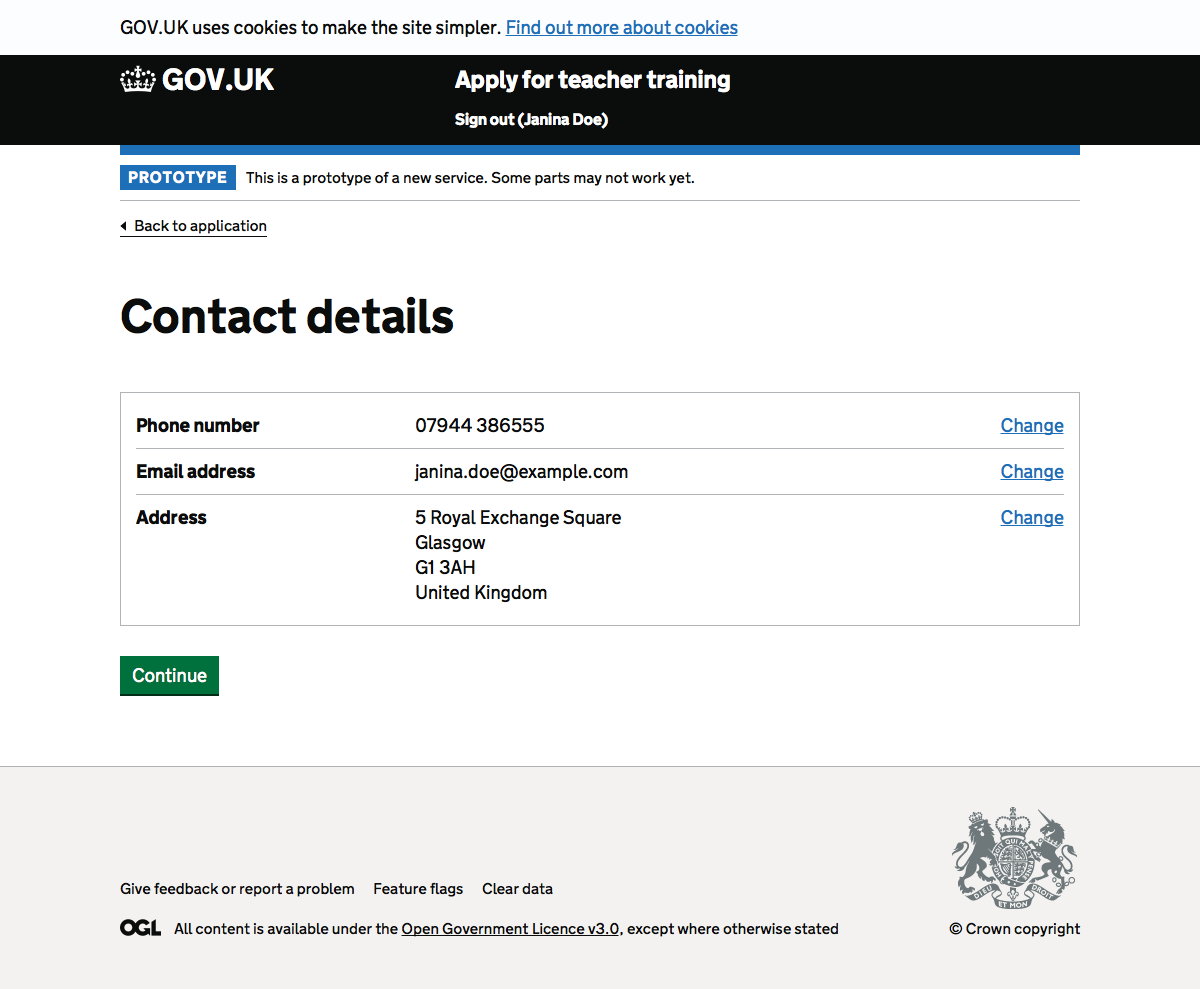 GOV.UK uses cookies to make the site simpler. Find out more about cookies
GOV.UK
Apply for teacher training
Sign out (Janina Doe)
PROTOTYPE This is a prototype of a new service. Some parts may not work yet.
Back to application
Contact details
Phone number 07944 386555 Change
Email address janina.doe@example.com Change
Address 5 Royal Exchange Square Change
Glasgow
G1 3AH
United Kingdom
Continue
Give feedback or report a problem Feature flags Clear data
OGL All content is available under the Open Government Licence v3.0, except where otherwise stated
DIEU ET MON DROIT
© Crown copyright